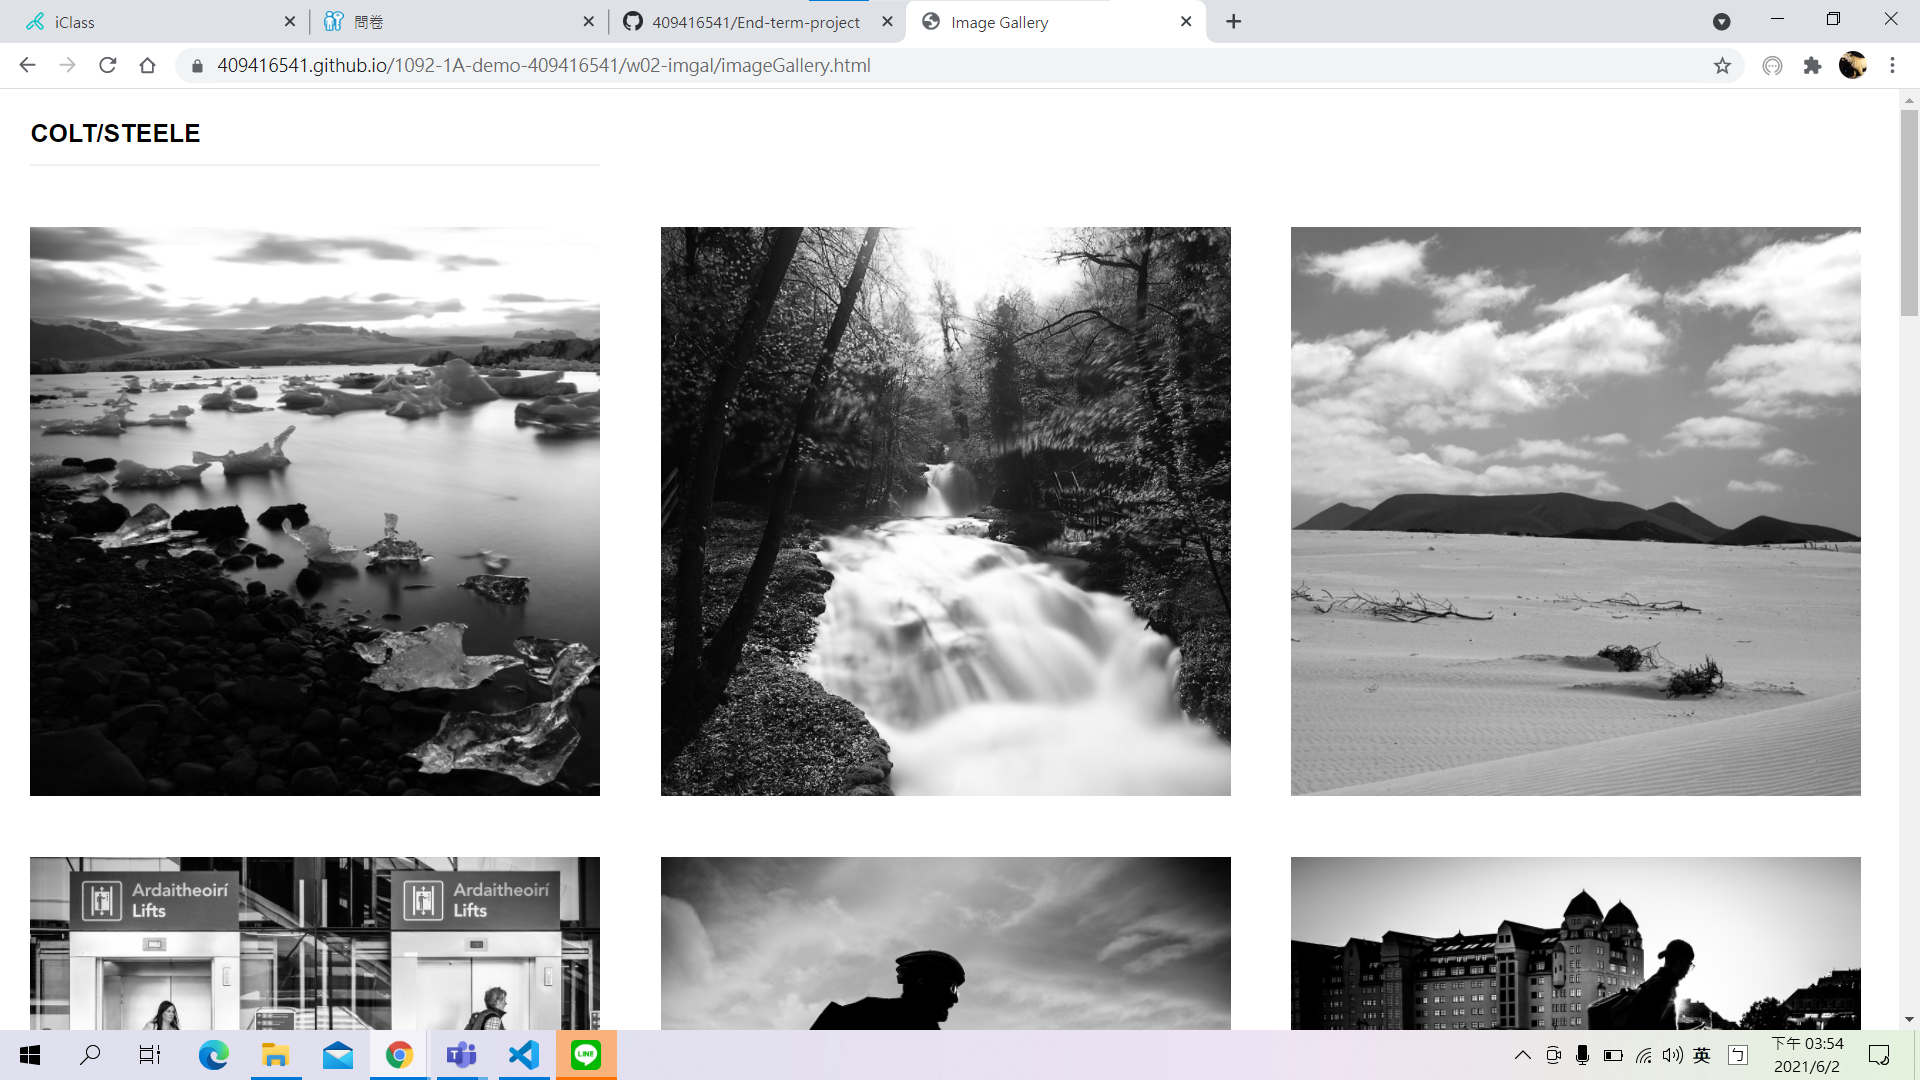 iClass
問卷
409416541/End-term-project
Image Gallery
409416541.github.io/1092-1A-demo-409416541/w02-imgal/imageGallery.html
COLT/STEELE
Ardaitheoirí
Lifts
Ardaitheoirí
Lifts
LINE
英
ㄅ
下午 03:54
2021/6/2